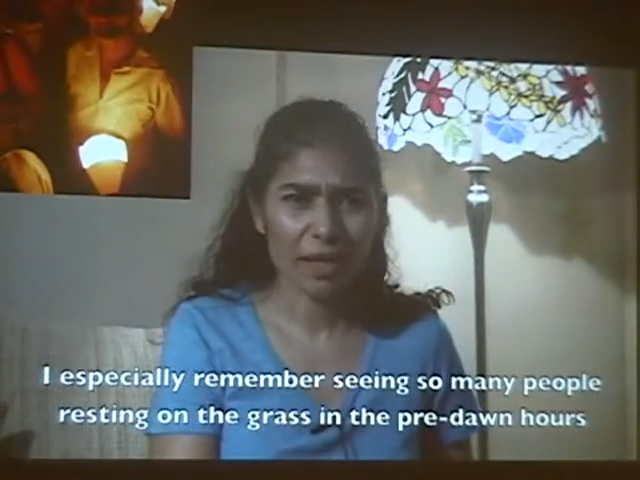 I especially remember seeing so many people
resting on the grass in the pre-dawn hours